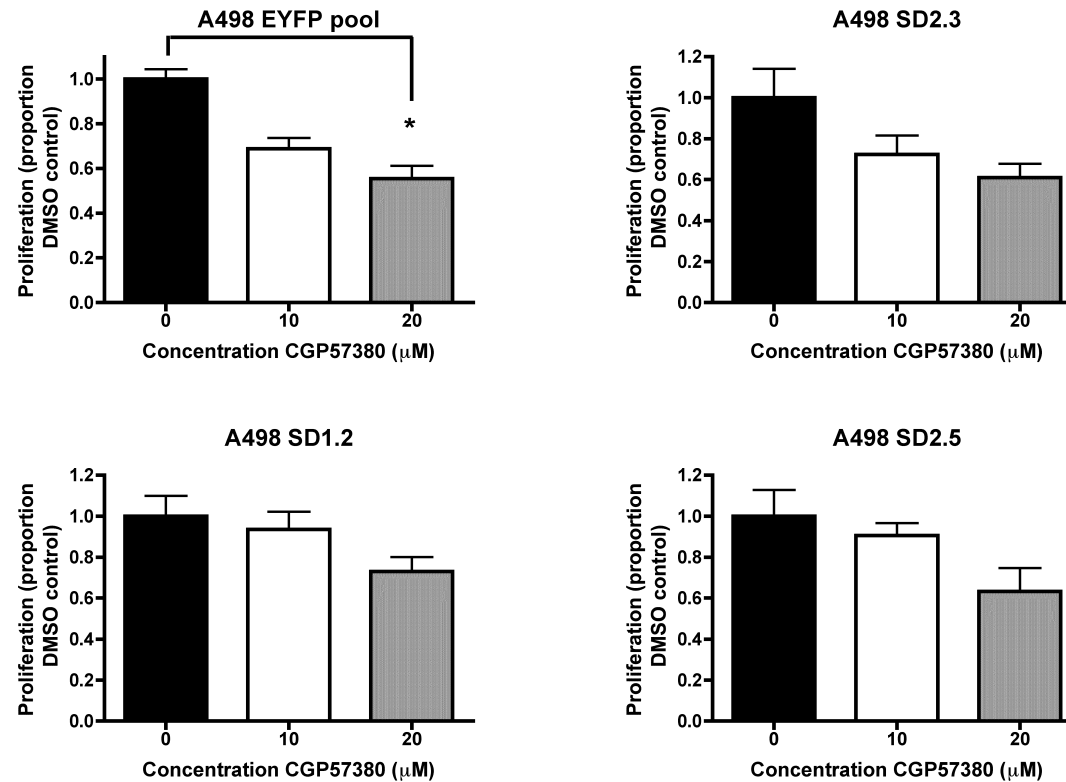 A498 EYFP pool
Proliferation (proportion
DMSO control)
1.0
0.8
0.6
0.4
0.2
0.0
*
0 10 20
Concentration CGP57380 (μM)
A498 SD2.3
Proliferation (proportion
DMSO control)
1.2
1.0
0.8
0.6
0.4
0.2
0.0
0 10 20
Concentration CGP57380 (μM)
A498 SD1.2
Proliferation (proportion
DMSO control)
1.2
1.0
0.8
0.6
0.4
0.2
0.0
0 10 20
Concentration CGP57380 (μM)
A498 SD2.5
Proliferation (proportion
DMSO control)
1.2
1.0
0.8
0.6
0.4
0.2
0.0
0 10 20
Concentration CGP57380 (μM)